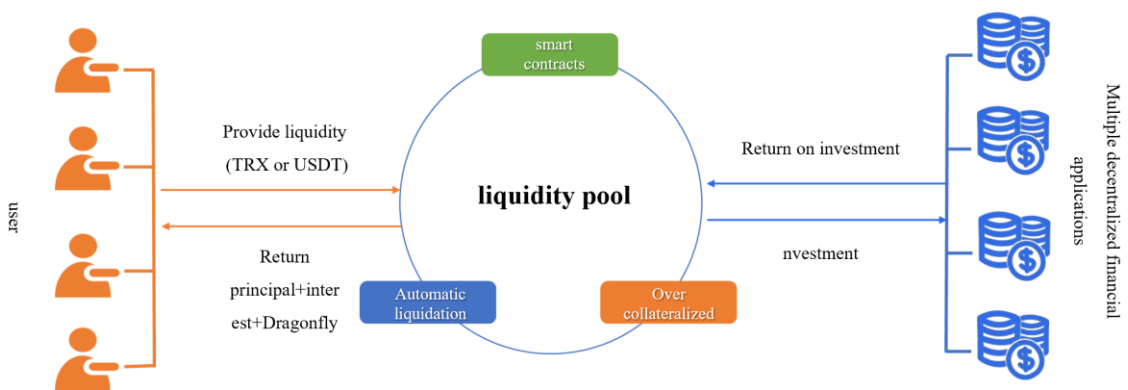 user
Provide liquidity
(TRX or USDT)
Return
principal+inter
est+Dragonfly
smart
contracts
liquidity pool
Automatic
liquidation
Over
collateralized
Return on investment
nvestment
Multiple decentralized financial
applications